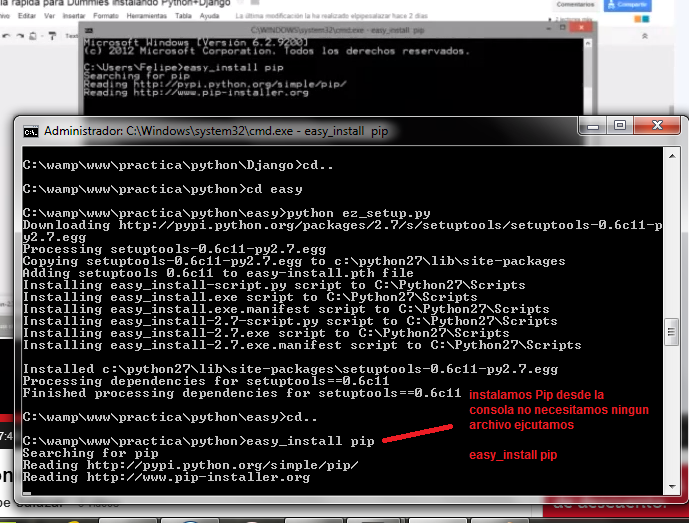 la rápida para Dummies Instalando Python+Django
Editar Ver Insertar Formato Herramientas Tabla Ayuda La última modificación la ha realizado elpipesalazar hace 2 días
Comentarios Compartir
C:\WINDOWS\system32\cmd.exe - easy_install pip
Microsoft Windows [Version 6.2.9200]
(c) 2012 Microsoft Corporation. Todos los derechos reservados.
C:\Users\Felipe>easy_install pip
Searching for pip
Reading http://pypi.python.org/simple/pip/
Reading http://www.pip-installer.org
Administrador: C:\Windows\system32\cmd.exe - easy_install pip
C:\wamp\www\practica\python\Django>cd..
C:\wamp\www\practica\python>cd easy
C:\wamp\www\practica\python\easy>python ez_setup.py
Downloading http://pypi.python.org/packages/2.7/s/setuptools/setuptools-0.6c11-p
y2.7.egg
Processing setuptools-0.6c11-py2.7.egg
Copying setuptools-0.6c11-py2.7.egg to c:\python27\lib\site-packages
Adding setuptools 0.6c11 to easy-install.pth file
Installing easy_install-script.py script to C:\Python27\Scripts
Installing easy_install.exe script to C:\Python27\Scripts
Installing easy_install.exe.manifest script to C:\Python27\Scripts
Installing easy_install-2.7-script.py script to C:\Python27\Scripts
Installing easy_install-2.7.exe script to C:\Python27\Scripts
Installing easy_install-2.7.exe.manifest script to C:\Python27\Scripts
Installed c:\python27\lib\site-packages\setuptools-0.6c11-py2.7.egg
Processing dependencies for setuptools==0.6c11
Finished processing dependencies for setuptools==0.6c11
instalamos Pip desde la
consola no necesitamos ningun
archivo ejcutamos
easy_install pip
C:\wamp\www\practica\python\easy>cd..
C:\wamp\www\practica\python>easy_install pip
Searching for pip
Reading http://pypi.python.org/simple/pip/
Reading http://www.pip-installer.org
de descuento.